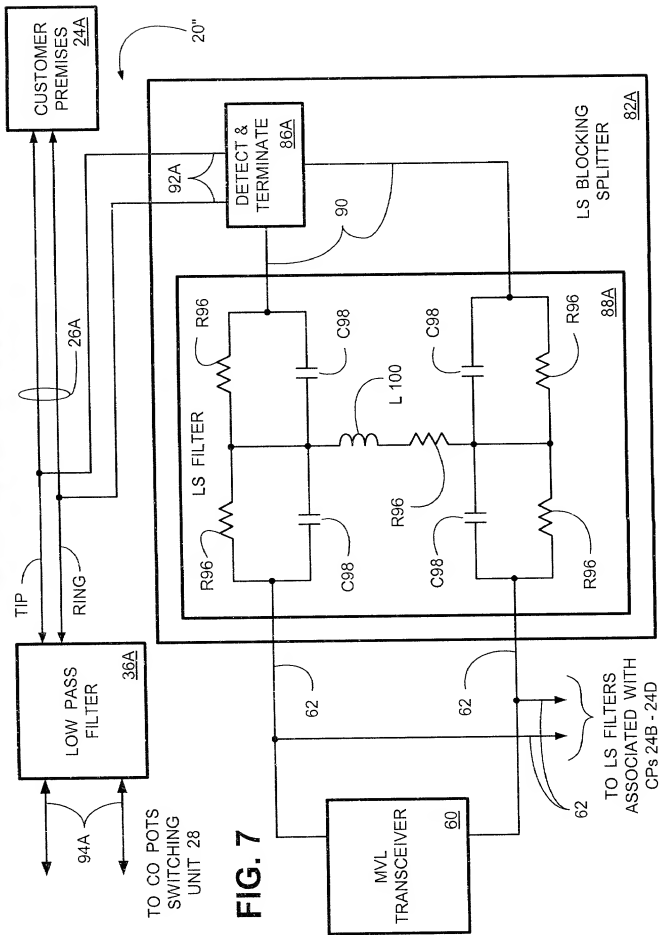 CUSTOMER
PREMISES
24A
20"
26A
TIP
RING
LOW PASS
FILTER
36A
94A
TO CO POTS
SWITCHING
UNIT 28
92A
DETECT &
TERMINATE
86A
90
LS BLOCKING
SPLITTER
82A
LS FILTER
88A
R96
R96
C98
C98
L100
R96
C98
C98
R96
R96
62
62
TO LS FILTERS
ASSOCIATED WITH
CPs 24B - 24D
62
MVL
TRANSCEIVER
60
FIG. 7